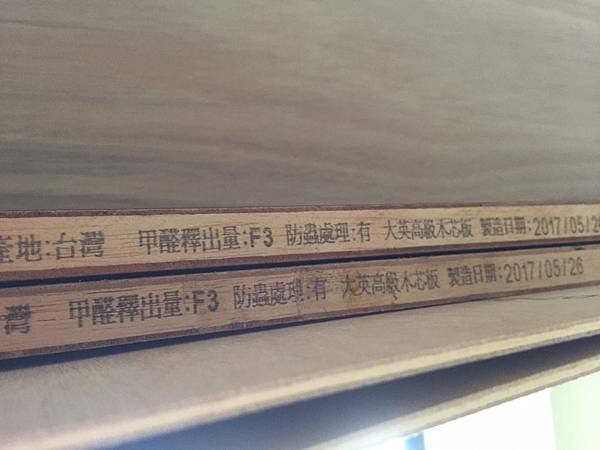 產地:台灣 甲醛釋出量:F3 防蟲處理:有 大英高級木芯板 製造日期:2017/05/26
灣 甲醛釋出量:F3 防蟲處理:有 大英高級木芯板 製造日期:2017/05/26